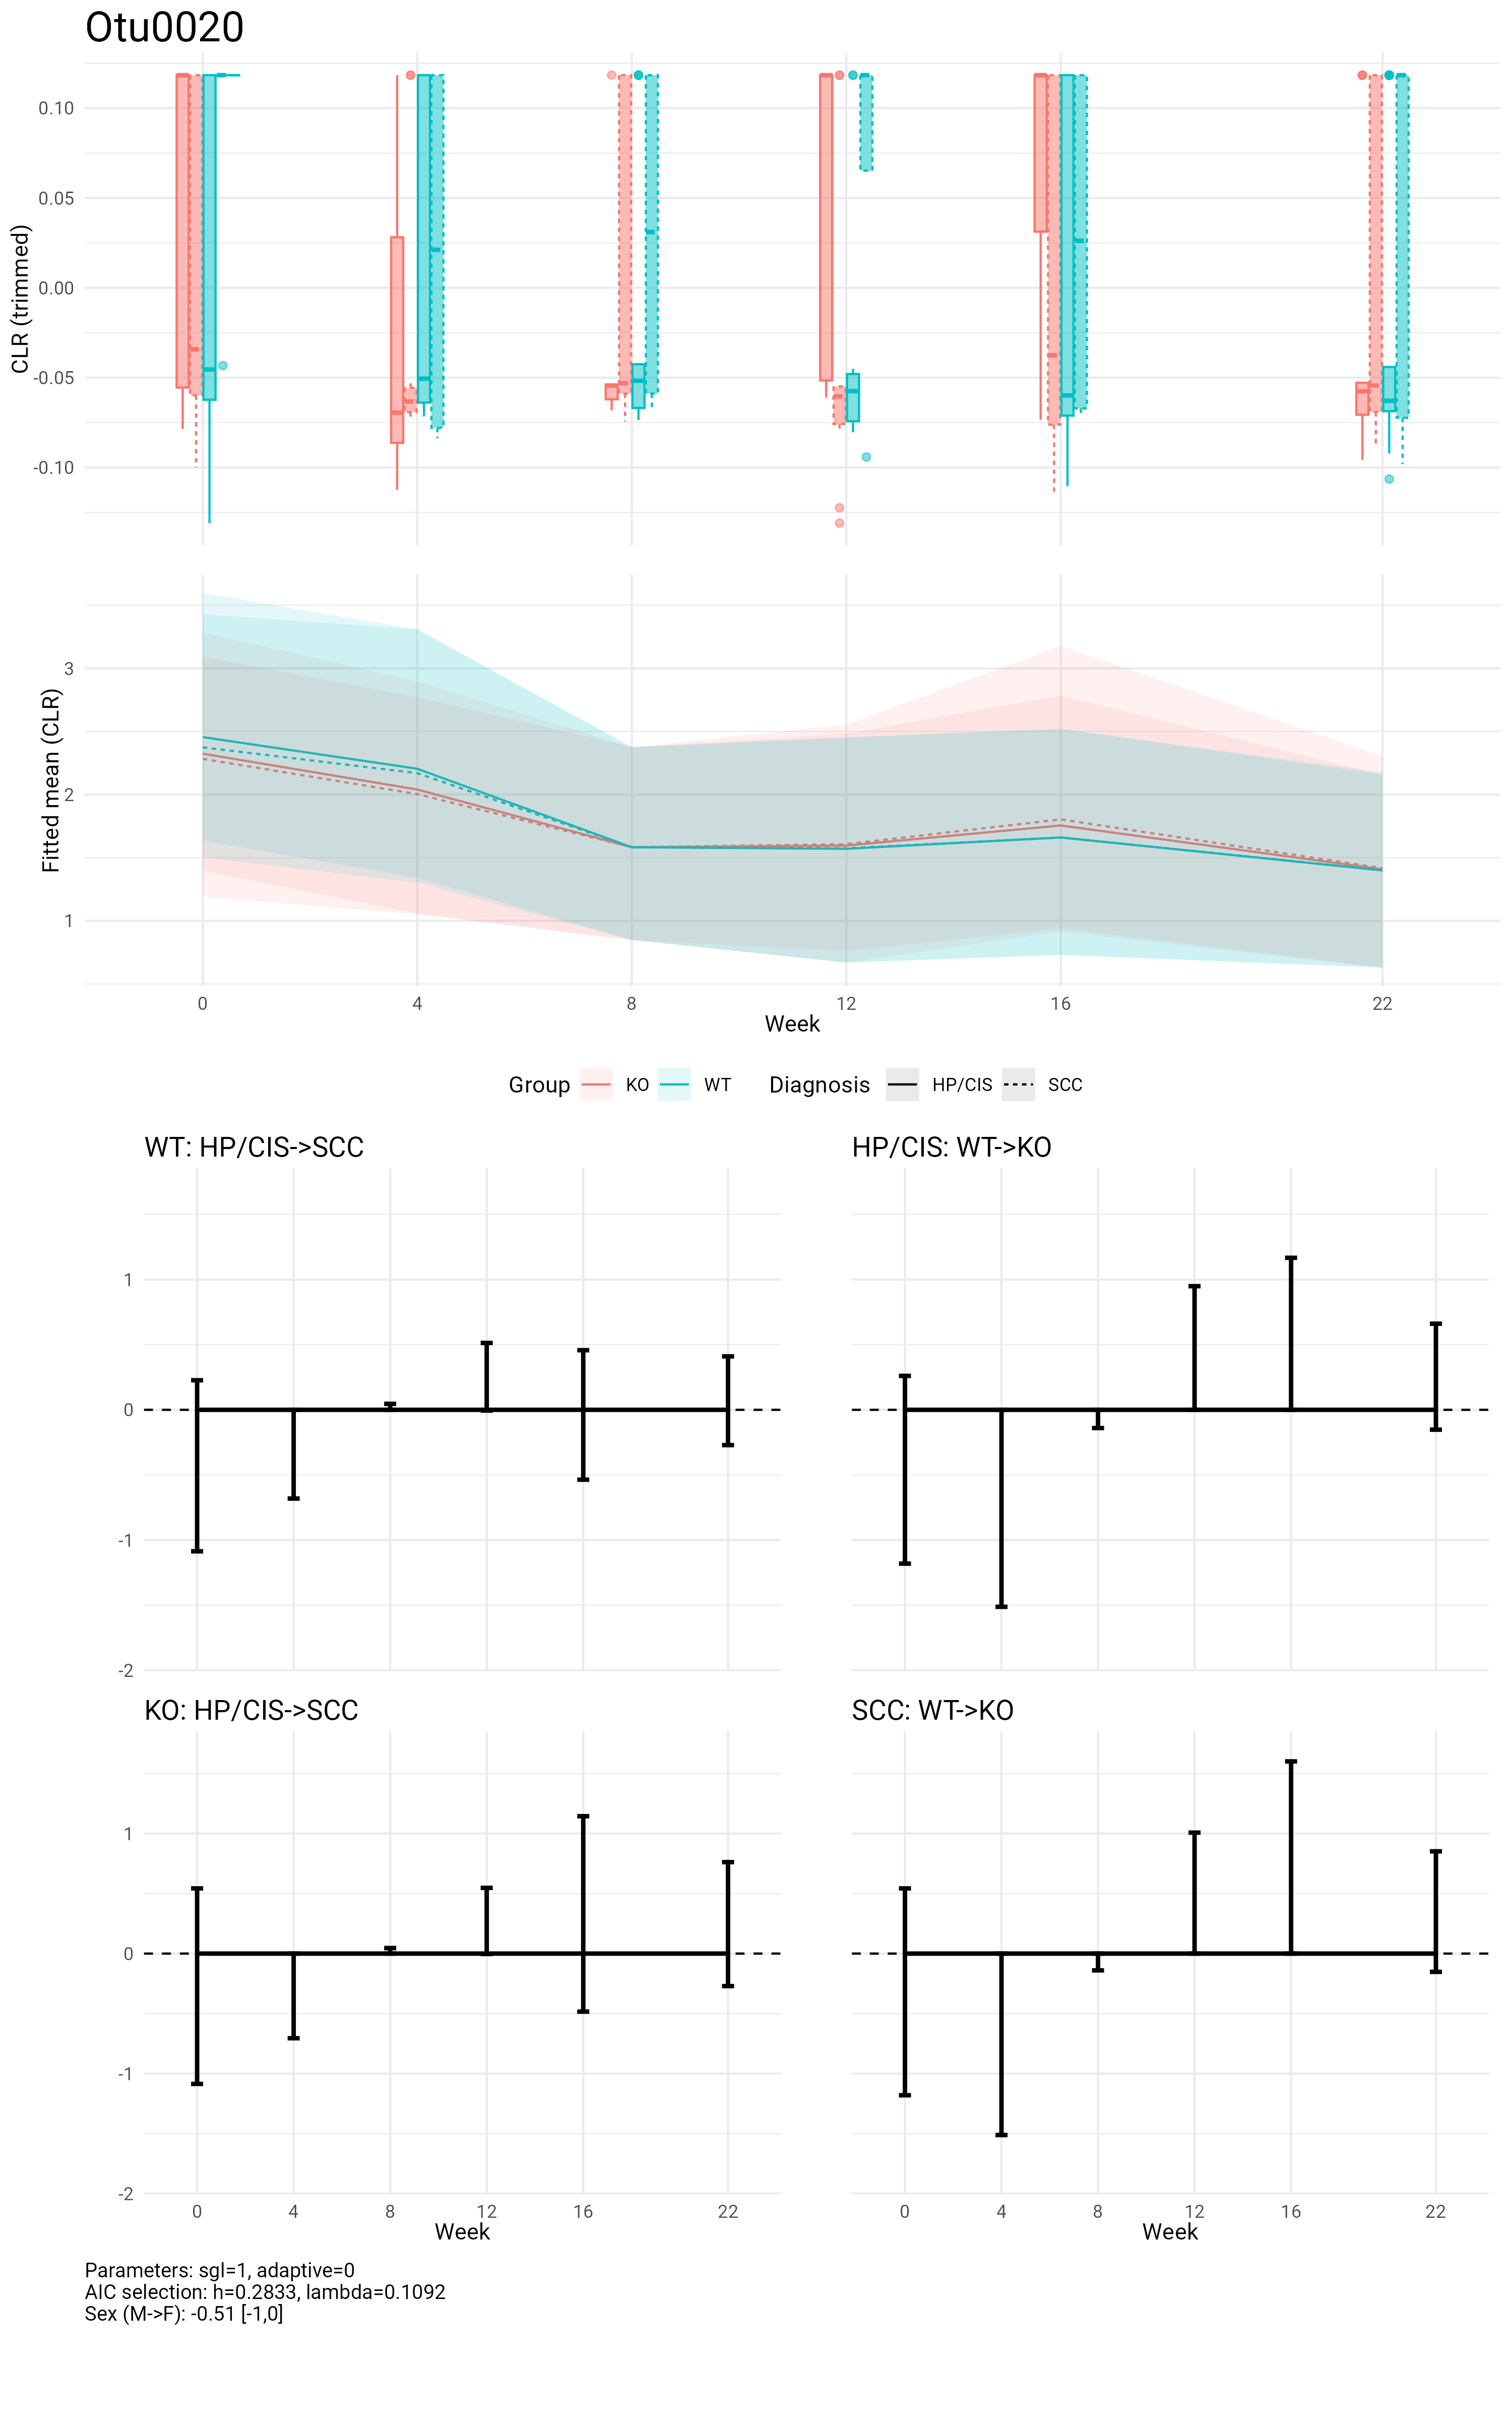 Otu0020
CLR (trimmed)
0.10
0.05
0.00
-0.05
-0.10
Fitted mean (CLR)
3
2
1
0 4 8 12 16 22
Week
Group KO WT Diagnosis HP/CIS SCC
WT: HP/CIS->SCC
HP/CIS: WT->KO
1
0
-1
-2
KO: HP/CIS->SCC
SCC: WT->KO
1
0
-1
-2
0 4 8 12 16 22
Week
0 4 8 12 16 22
Week
Parameters: sgl=1, adaptive=0
AIC selection: h=0.2833, lambda=0.1092
Sex (M->F): -0.51 [-1,0]